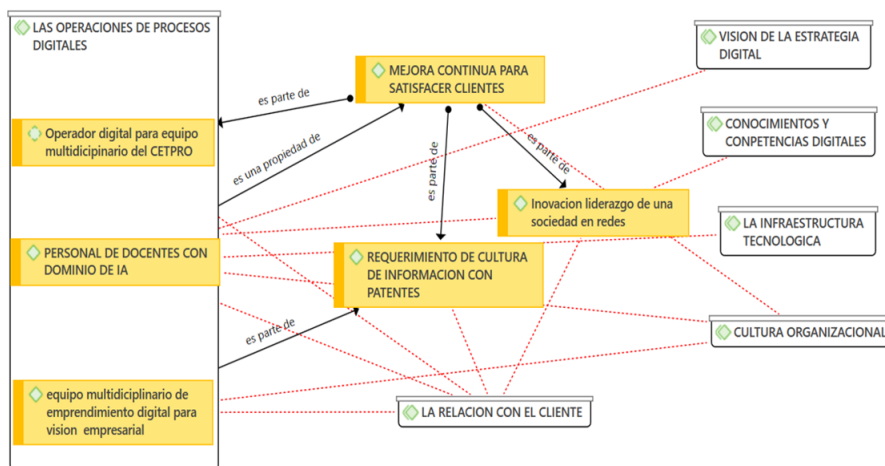 LAS OPERACIONES DE PROCESOS
DIGITALES
Operador digital para equipo
multidicipinario del CETPRO
PERSONAL DE DOCENTES CON
DOMINIO DE IA
equipo multidiciplinario de
emprendimiento digital para
vision empresarial
es parte de
es una propiedad de
es parte de
MEJORA CONTINUA PARA
SATISFACER CLIENTES
es parte de
es parte de
Inovacion liderazgo de una
sociedad en redes
REQUERIMIENTO DE CULTURA
DE INFORMACION CON
PATENTES
VISION DE LA ESTRATEGIA
DIGITAL
CONOCIMIENTOS Y
CONPETENCIAS DIGITALES
LA INFRAESTRUCTURA
TECNOLOGICA
CULTURA ORGANIZACIONAL
LA RELACION CON EL CLIENTE